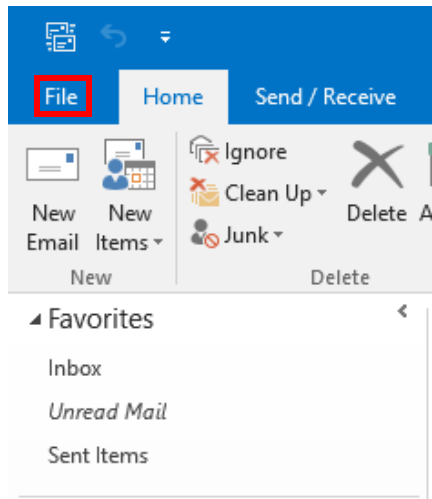 File Home Send / Receive
Ignore
Clean Up
New Email
New Items
Junk
Delete
New
Delete
Favorites
Inbox
Unread Mail
Sent Items